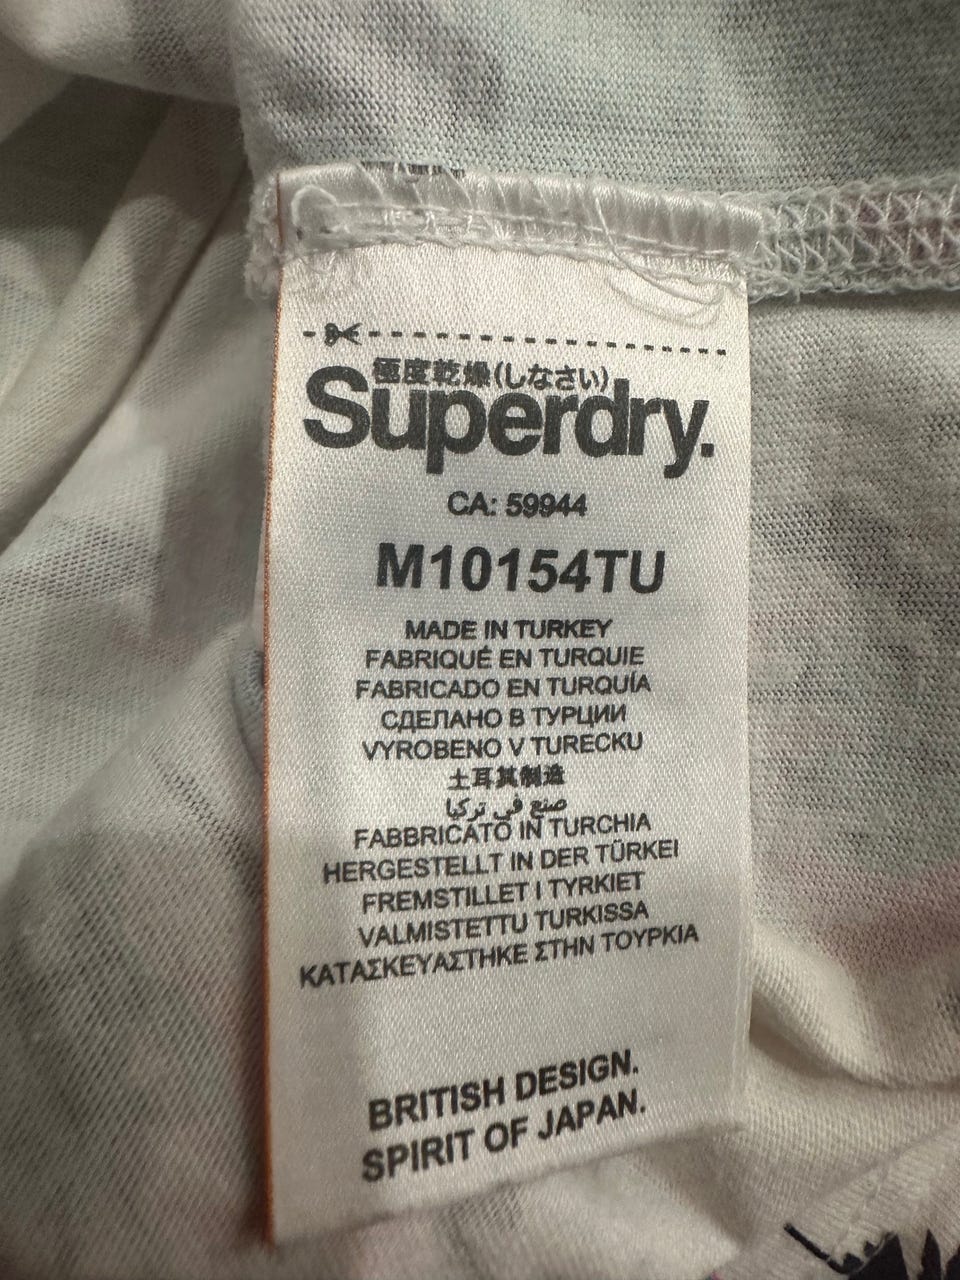 極度乾燥(しなさい)
Superdry.
CA: 59944
M10154TU
MADE IN TURKEY
FABRIQUÉ EN TURQUIE
FABRICADO EN TURQUÍA
СДЕЛАНО В ТУРЦИИ
VYROBENO V TURECKU
土耳其制造
صنع في تركيا
FABBRICATO IN TURCHIA
HERGESTELLT IN DER TÜRKEI
FREMSTILLET I TYRKIET
VALMISTETTU TURKISSA
ΚΑΤΑΣΚΕΥΑΣΤΗΚΕ ΣΤΗΝ ΤΟΥΡΚΙΑ
BRITISH DESIGN.
SPIRIT OF JAPAN.